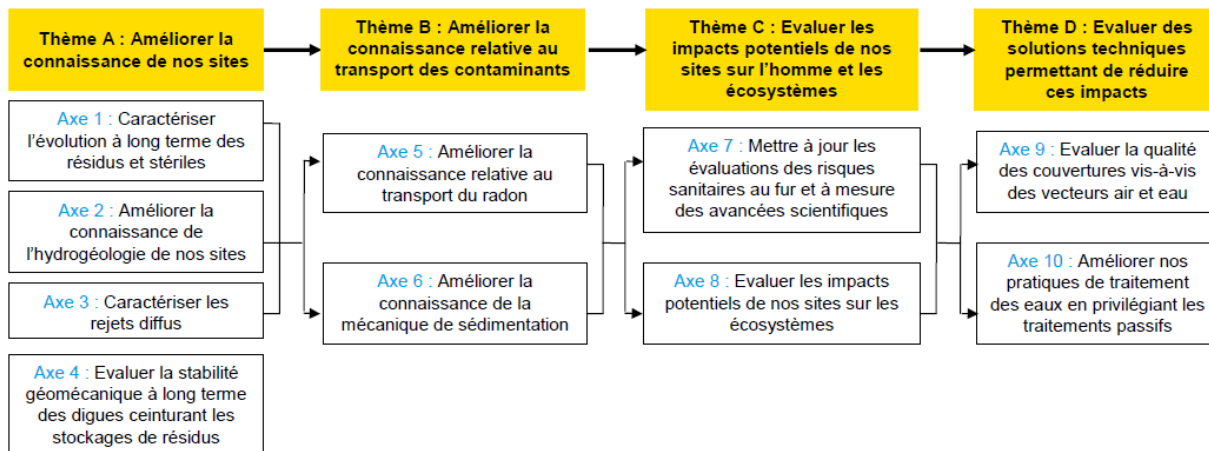 Thème A : Améliorer la
connaissance de nos sites
Axe 1 : Caractériser
l'évolution à long terme des
résidus et stériles
Axe 2 : Améliorer la
connaissance de
l'hydrogéologie de nos sites
Axe 3 : Caractériser les
rejets diffus
Axe 4 : Evaluer la stabilité
géomécanique à long terme
des digues ceinturant les
stockages de résidus
Thème B : Améliorer la
connaissance relative au
transport des contaminants
Axe 5 : Améliorer la
connaissance relative au
transport du radon
Axe 6 : Améliorer la
connaissance de la
mécanique de sédimentation
Thème C : Evaluer les
impacts potentiels de nos
sites sur l'homme et les
écosystèmes
Axe 7 : Mettre à jour les
évaluations des risques
sanitaires au fur et à mesure
des avancées scientifiques
Axe 8 : Evaluer les impacts
potentiels de nos sites sur les
écosystèmes
Thème D : Evaluer des
solutions techniques
permettant de réduire
ces impacts
Axe 9 : Evaluer la qualité
des couvertures vis-à-vis
des vecteurs air et eau
Axe 10 : Améliorer nos
pratiques de traitement
des eaux en privilégiant les
traitements passifs